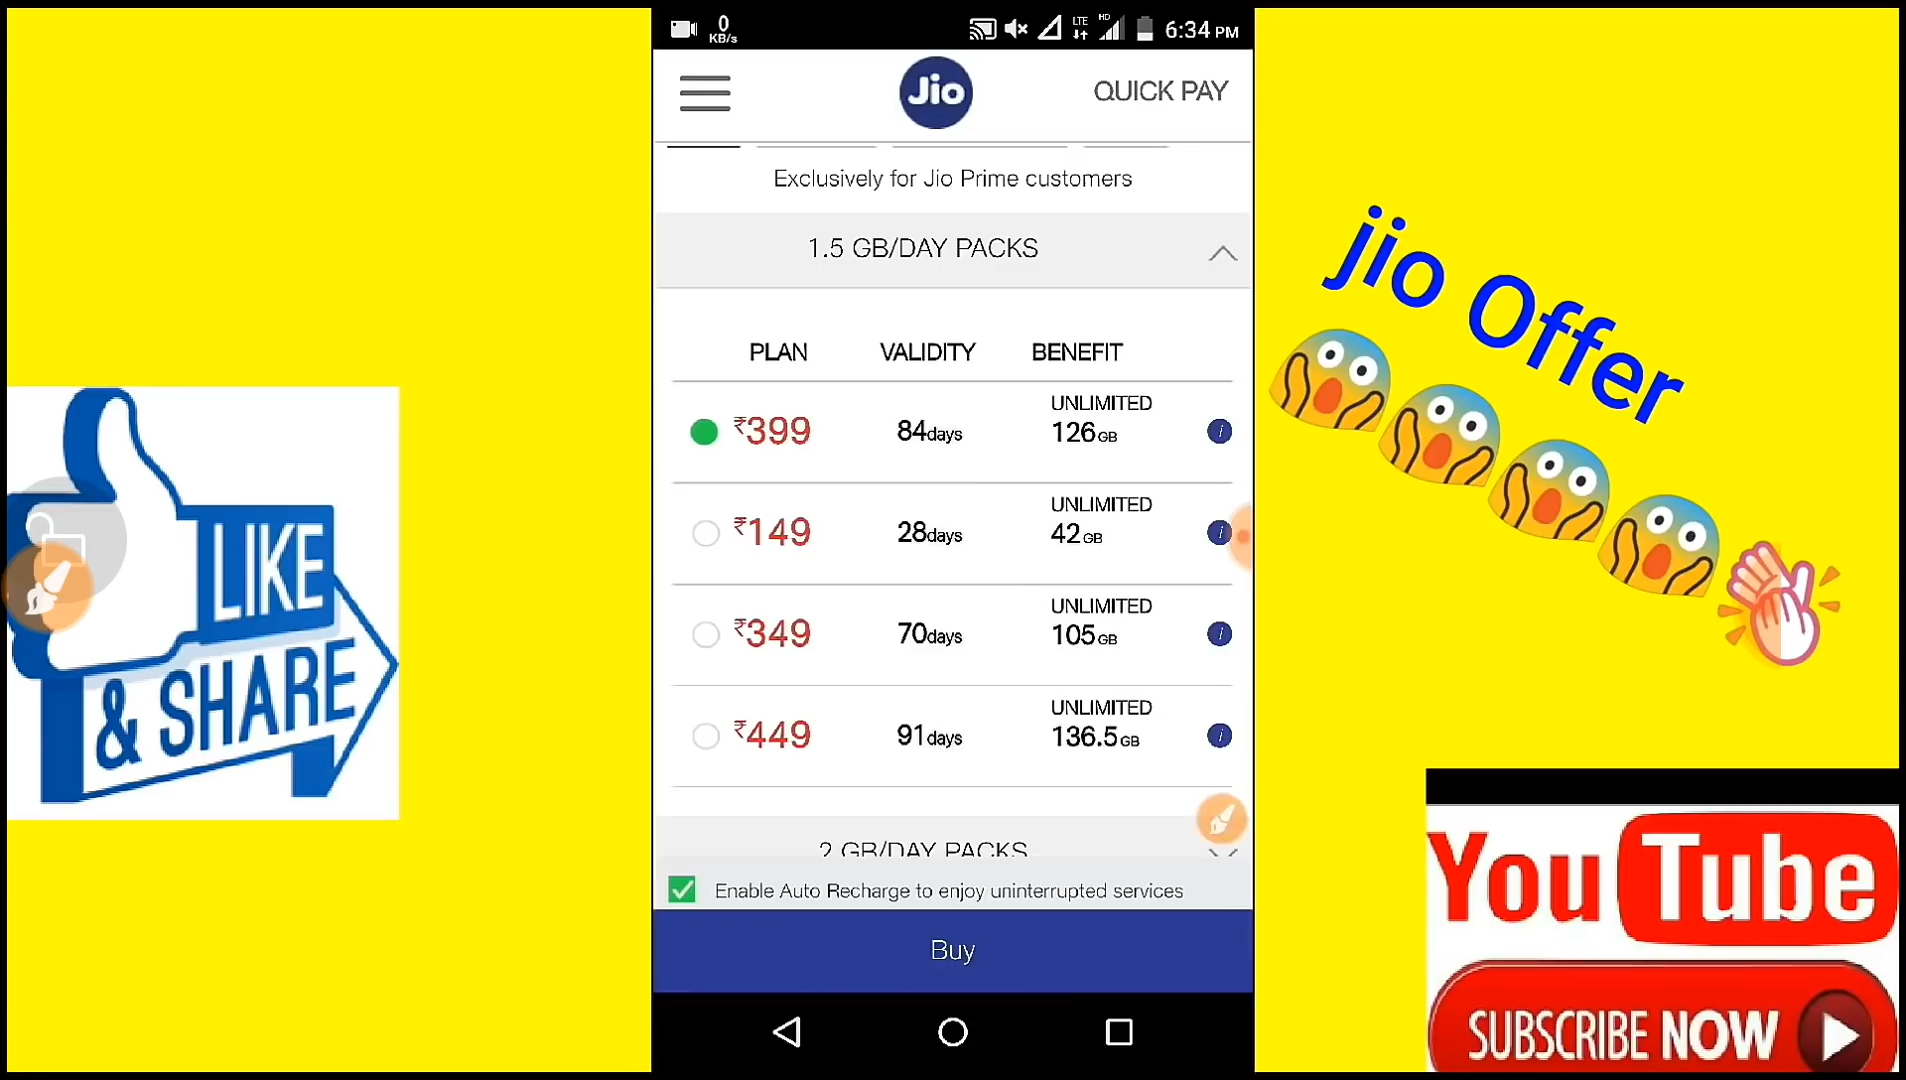 0
KB/s
LTE
HD
6:34 PM
Jio
QUICK PAY
Exclusively for Jio Prime customers
1.5 GB/DAY PACKS
PLAN VALIDITY BENEFIT
₹399 84days UNLIMITED
126GB
₹149 28days UNLIMITED
42GB
₹349 70days UNLIMITED
105GB
₹449 91days UNLIMITED
136.5GB
2 GB/DAY PACKS
Enable Auto Recharge to enjoy uninterrupted services
Buy
LIKE
& SHARE
jio Offer
YouTube
SUBSCRIBE NOW